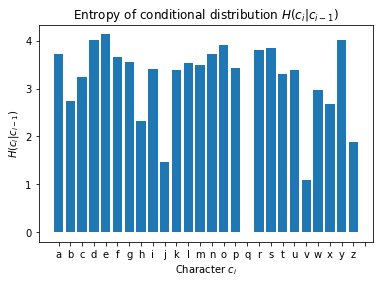 Entropy of conditional distribution H(c_i|c_{i−1})
H(c_i|c_{i−1})
4
3
2
1
0
a b c d e f g h i j k l m n o p q r s t u v w x y z
Character c_i